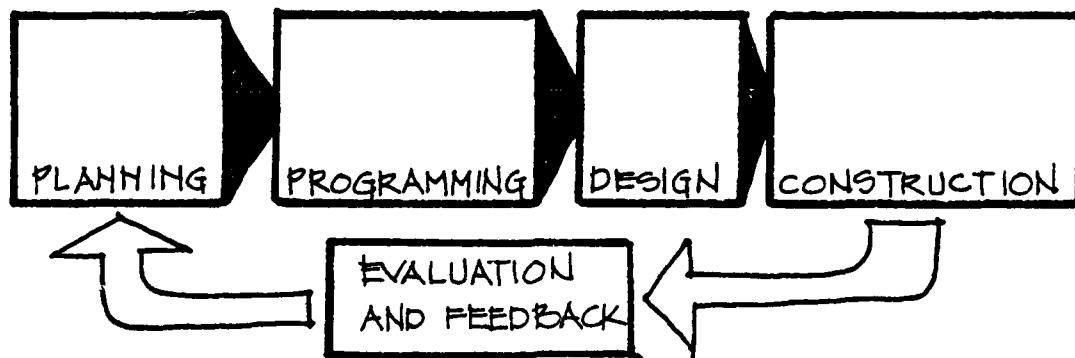 PLANNING
PROGRAMMING
DESIGN
CONSTRUCTION
EVALUATION
AND FEEDBACK